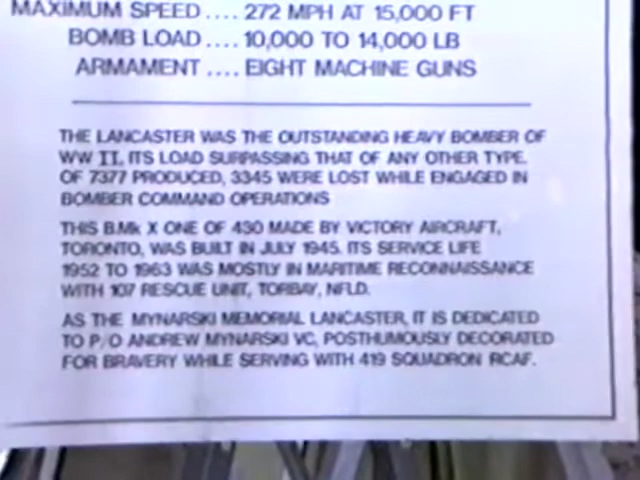 MAXIMUM SPEED .... 272 MPH AT 15,000 FT
BOMB LOAD .... 10,000 TO 14,000 LB
ARMAMENT .... EIGHT MACHINE GUNS
THE LANCASTER WAS THE OUTSTANDING HEAVY BOMBER OF
WW II, ITS LOAD SURPASSING THAT OF ANY OTHER TYPE.
OF 7377 PRODUCED, 3345 WERE LOST WHILE ENGAGED IN
BOMBER COMMAND OPERATIONS
THIS B.Mk X ONE OF 430 MADE BY VICTORY AIRCRAFT,
TORONTO, WAS BUILT IN JULY 1945. ITS SERVICE LIFE
1952 TO 1963 WAS MOSTLY IN MARITIME RECONNAISSANCE
WITH 107 RESCUE UNIT, TORBAY, NFLD.
AS THE MYNARSKI MEMORIAL LANCASTER, IT IS DEDICATED
TO P/O ANDREW MYNARSKI VC, POSTHUMOUSLY DECORATED
FOR BRAVERY WHILE SERVING WITH 419 SQUADRON RCAF.